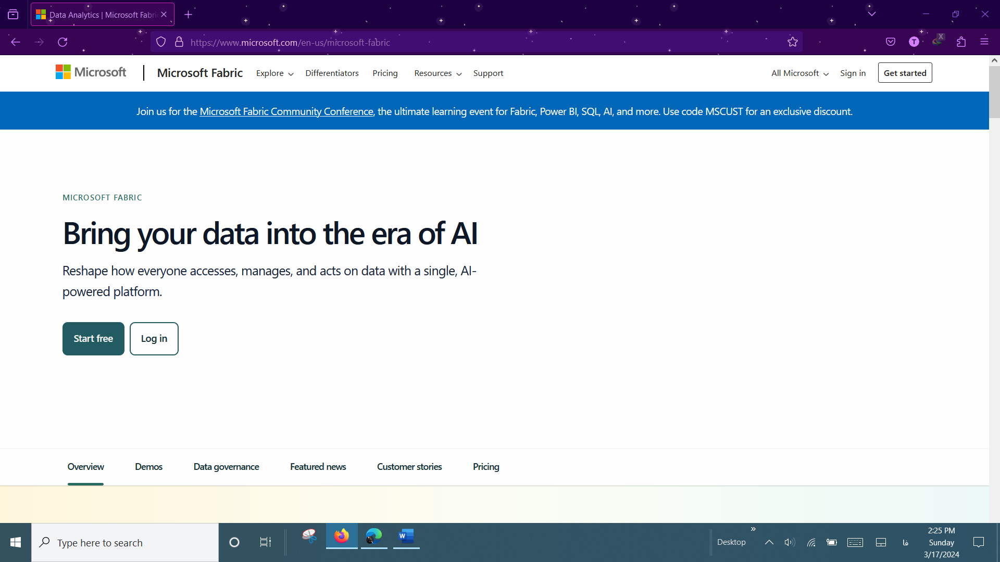 Data Analytics | Microsoft Fabri
https://www.microsoft.com/en-us/microsoft-fabric
T
X
Microsoft
Microsoft Fabric
Explore
Differentiators
Pricing
Resources
Support
All Microsoft
Sign in
Get started
Join us for the Microsoft Fabric Community Conference, the ultimate learning event for Fabric, Power BI, SQL, AI, and more. Use code MSCUST for an exclusive discount.
MICROSOFT FABRIC
Bring your data into the era of AI
Reshape how everyone accesses, manages, and acts on data with a single, AI-
powered platform.
Start free
Log in
Overview
Demos
Data governance
Featured news
Customer stories
Pricing
Type here to search
W
Desktop
فا
2:25 PM
Sunday
3/17/2024